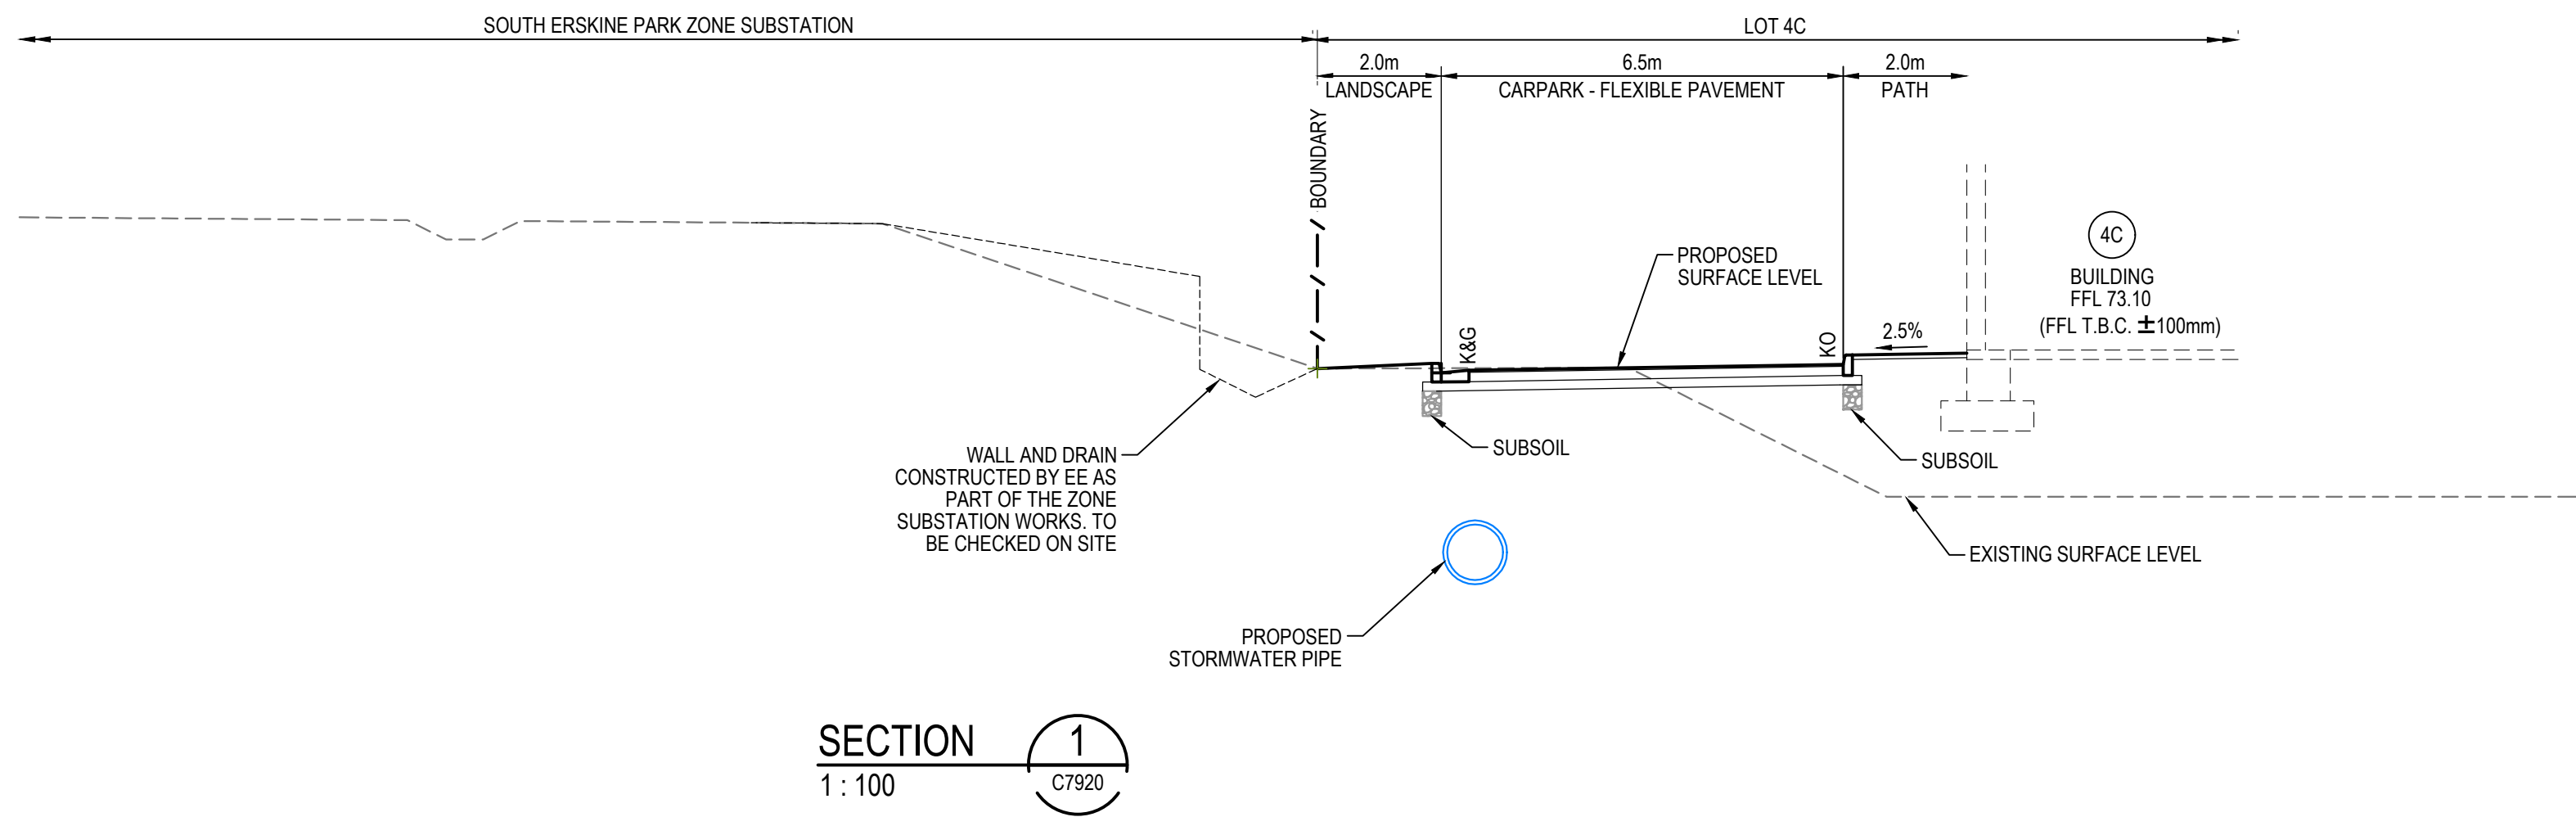 SOUTH ERSKINE PARK ZONE SUBSTATION
LOT 4C
2.0m
6.5m
2.0m
LANDSCAPE
CARPARK - FLEXIBLE PAVEMENT
PATH
BOUNDARY
PROPOSED
SURFACE LEVEL
4C
BUILDING
FFL 73.10
(FFL T.B.C. ±100mm)
K&G
KO
2.5%
WALL AND DRAIN
CONSTRUCTED BY EE AS
PART OF THE ZONE
SUBSTATION WORKS. TO
BE CHECKED ON SITE
SUBSOIL
SUBSOIL
EXISTING SURFACE LEVEL
PROPOSED
STORMWATER PIPE
SECTION
1
1 : 100
C7920